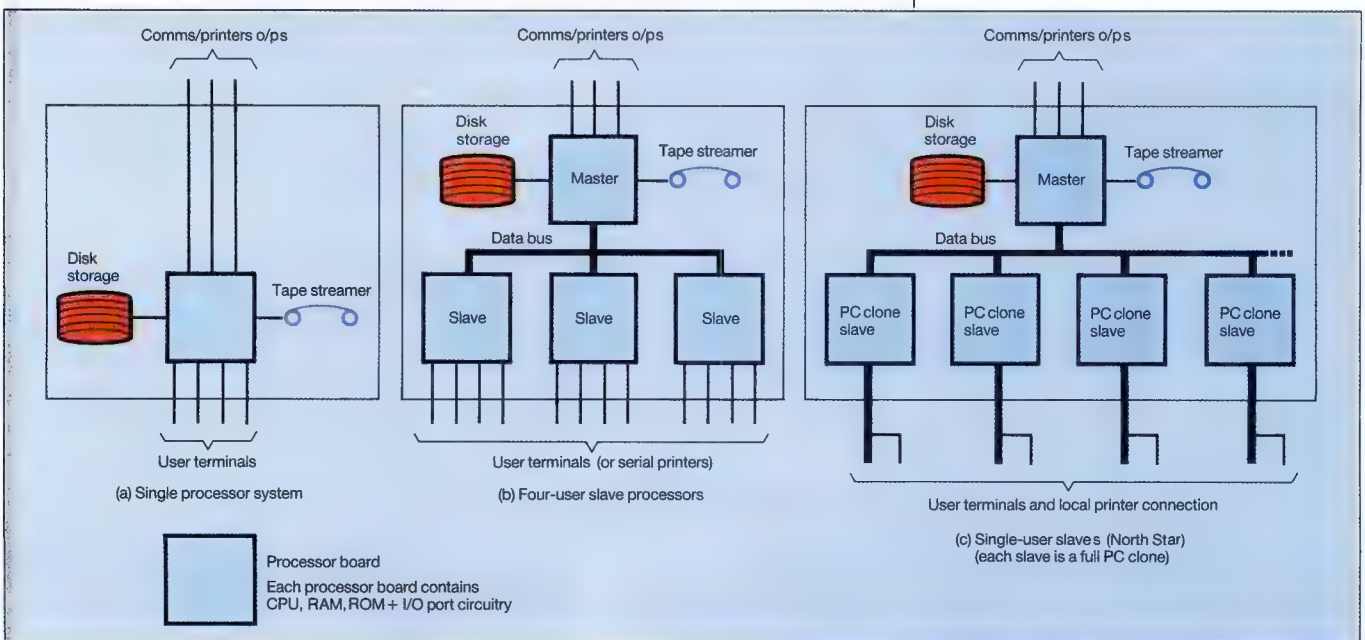 Comms/printers o/ps
Disk
storage
Tape streamer
User terminals
(a) Single processor system
Comms/printers o/ps
Disk
storage
Master
Tape streamer
Data bus
Slave
Slave
Slave
User terminals (or serial printers)
(b) Four-user slave processors
Comms/printers o/ps
Disk
storage
Master
Tape streamer
Data bus
PC clone
slave
PC clone
slave
PC clone
slave
PC clone
slave
User terminals and local printer connection
(c) Single-user slaves (North Star)
(each slave is a full PC clone)
Processor board
Each processor board contains
CPU, RAM, ROM + I/O port circuitry